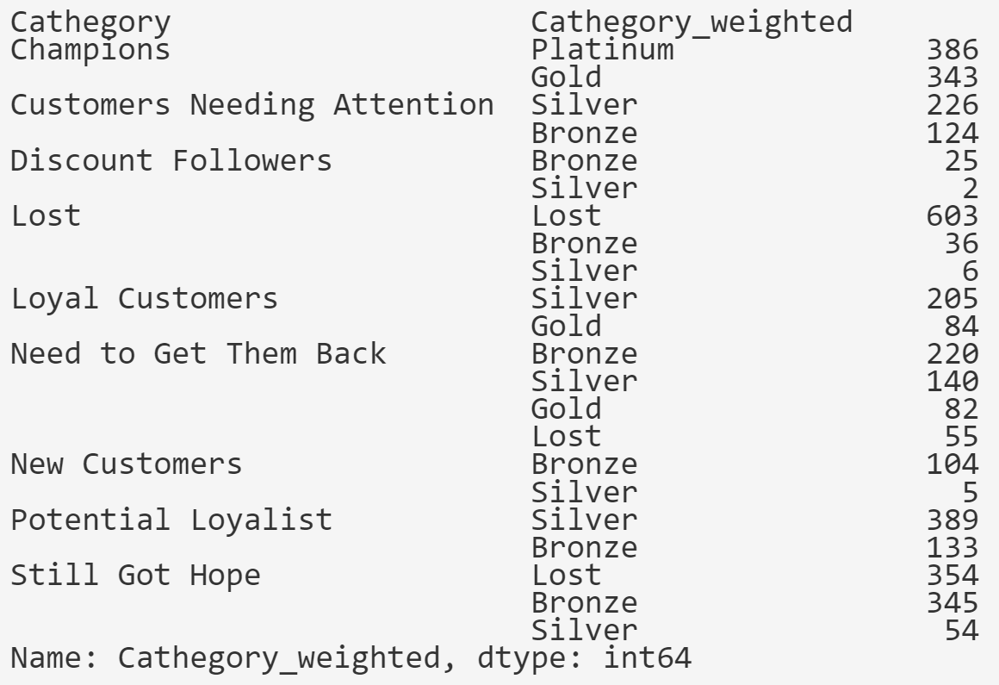 Cathegory                    Cathegory_weighted
Champions                    Platinum              386
                             Gold                  343
Customers Needing Attention  Silver                226
                             Bronze                124
Discount Followers           Bronze                 25
                             Silver                  2
Lost                         Lost                  603
                             Bronze                 36
                             Silver                  6
Loyal Customers              Silver                205
                             Gold                   84
Need to Get Them Back        Bronze                220
                             Silver                140
                             Gold                   82
                             Lost                   55
New Customers                Bronze                104
                             Silver                  5
Potential Loyalist           Silver                389
                             Bronze                133
Still Got Hope               Lost                  354
                             Bronze                345
                             Silver                 54
Name: Cathegory_weighted, dtype: int64